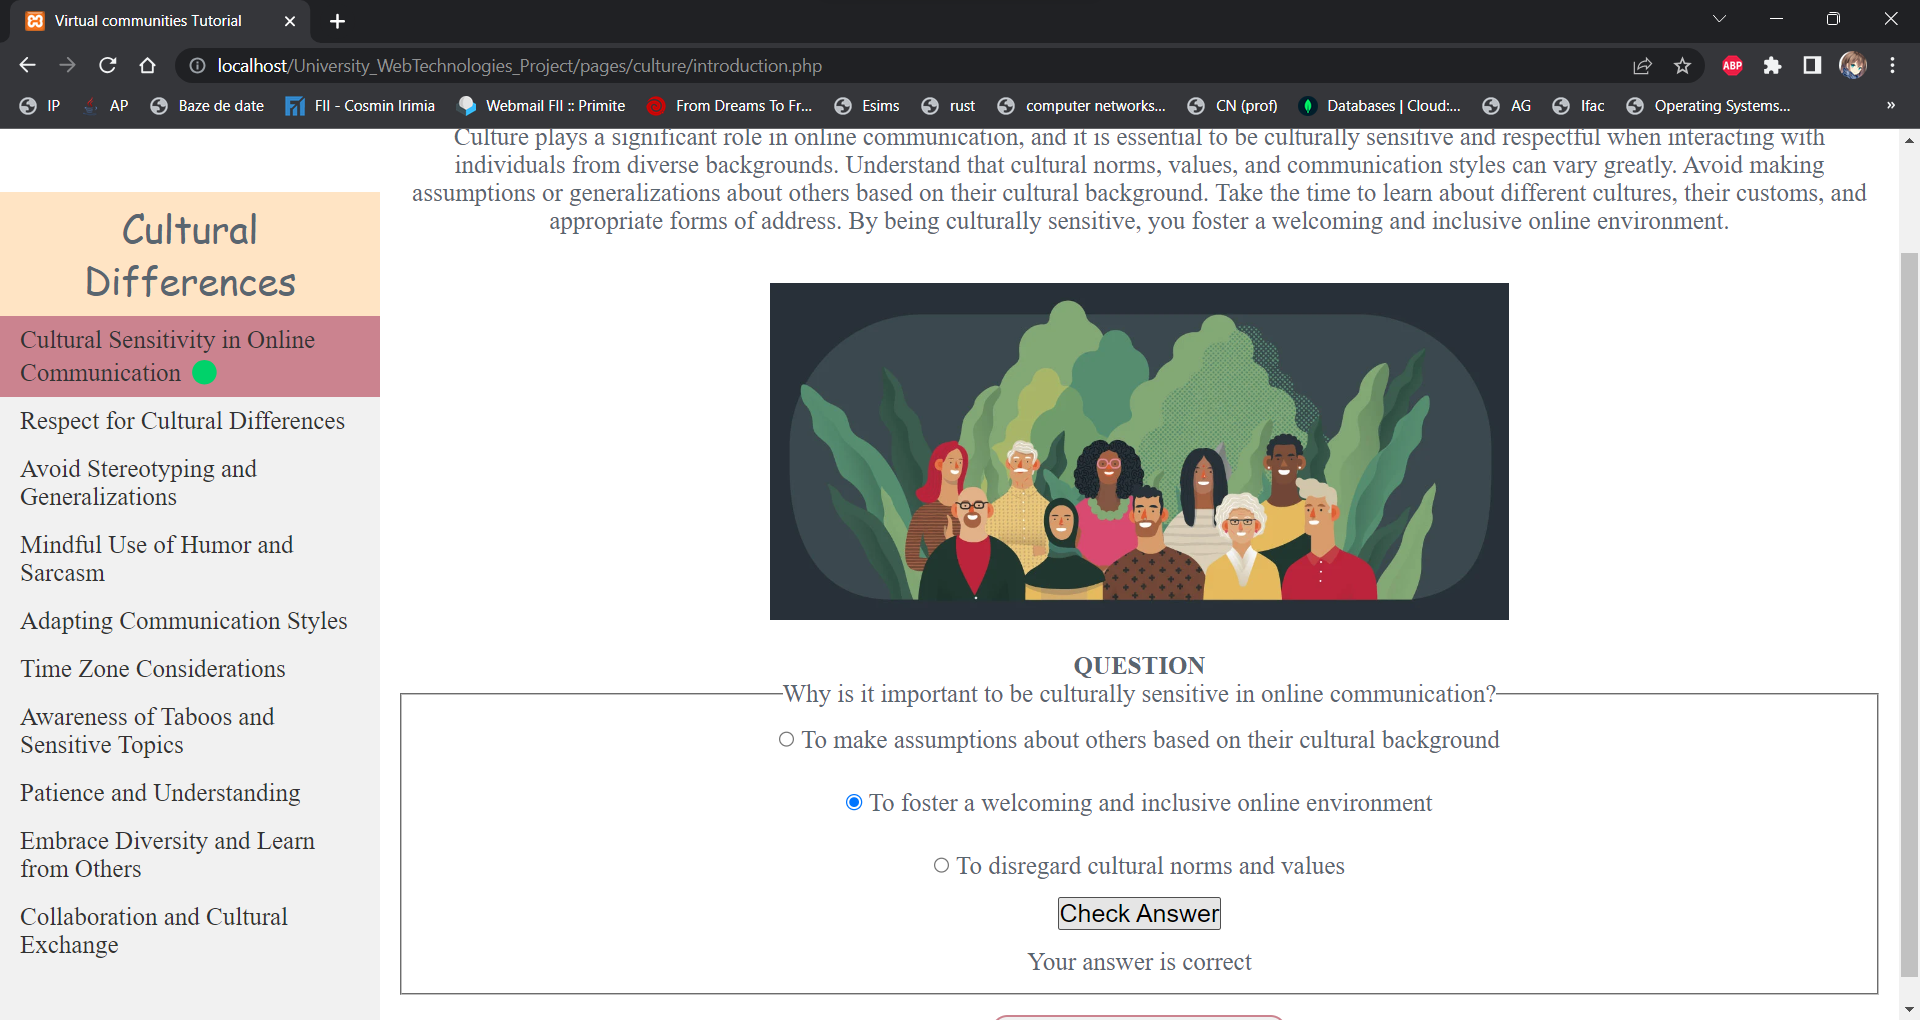 Virtual communities Tutorial
localhost/University_WebTechnologies_Project/pages/culture/introduction.php
ABP
IP AP Baze de date FII - Cosmin Irimia Webmail FII :: Primite From Dreams To Fr... Esims rust computer networks... CN (prof) Databases | Cloud:... AG Ifac Operating Systems... »
Culture plays a significant role in online communication, and it is essential to be culturally sensitive and respectful when interacting with
individuals from diverse backgrounds. Understand that cultural norms, values, and communication styles can vary greatly. Avoid making
assumptions or generalizations about others based on their cultural background. Take the time to learn about different cultures, their customs, and
appropriate forms of address. By being culturally sensitive, you foster a welcoming and inclusive online environment.
Cultural
Differences
Cultural Sensitivity in Online
Communication
Respect for Cultural Differences
Avoid Stereotyping and
Generalizations
Mindful Use of Humor and
Sarcasm
Adapting Communication Styles
Time Zone Considerations
Awareness of Taboos and
Sensitive Topics
Patience and Understanding
Embrace Diversity and Learn
from Others
Collaboration and Cultural
Exchange
QUESTION
Why is it important to be culturally sensitive in online communication?
To make assumptions about others based on their cultural background
To foster a welcoming and inclusive online environment
To disregard cultural norms and values
Check Answer
Your answer is correct